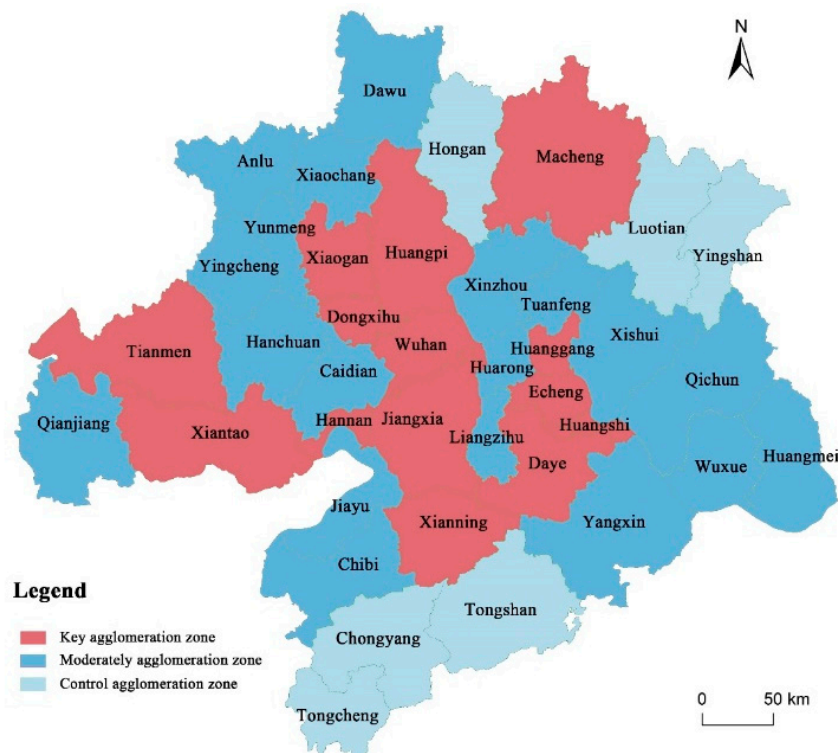 N
Dawu
Hongan
Macheng
Anlu
Xiaochang
Luotian
Yunmeng
Xiaogan
Huangpi
Yingshan
Yingcheng
Xinzhou
Tuanfeng
Dongxihu
Xishui
Tianmen
Hanchuan
Wuhan
Huanggang
Caidian
Huarong
Qichun
Echeng
Qianjiang
Xiantao
Hannan
Jiangxia
Huangshi
Liangzihu
Wuxue
Huangmei
Daye
Jiayu
Xianning
Yangxin
Chibi
Legend
Tongshan
Key agglomeration zone
Chongyang
Moderately agglomeration zone
Control agglomeration zone
0 50 km
Tongcheng